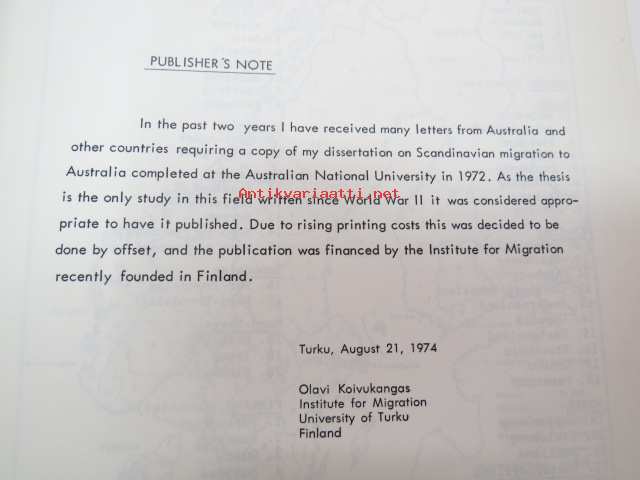 PUBLISHER'S NOTE
In the past two years I have received many letters from Australia and
other countries requiring a copy of my dissertation on Scandinavian migration to
Australia completed at the Australian National University in 1972. As the thesis
Antikvariaatti.net
is the only study in this field written since World War II it was considered appro-
priate to have it published. Due to rising printing costs this was decided to be
done by offset, and the publication was financed by the Institute for Migration
recently founded in Finland.
Turku, August 21, 1974
Olavi Koivukangas
Institute for Migration
University of Turku
Finland